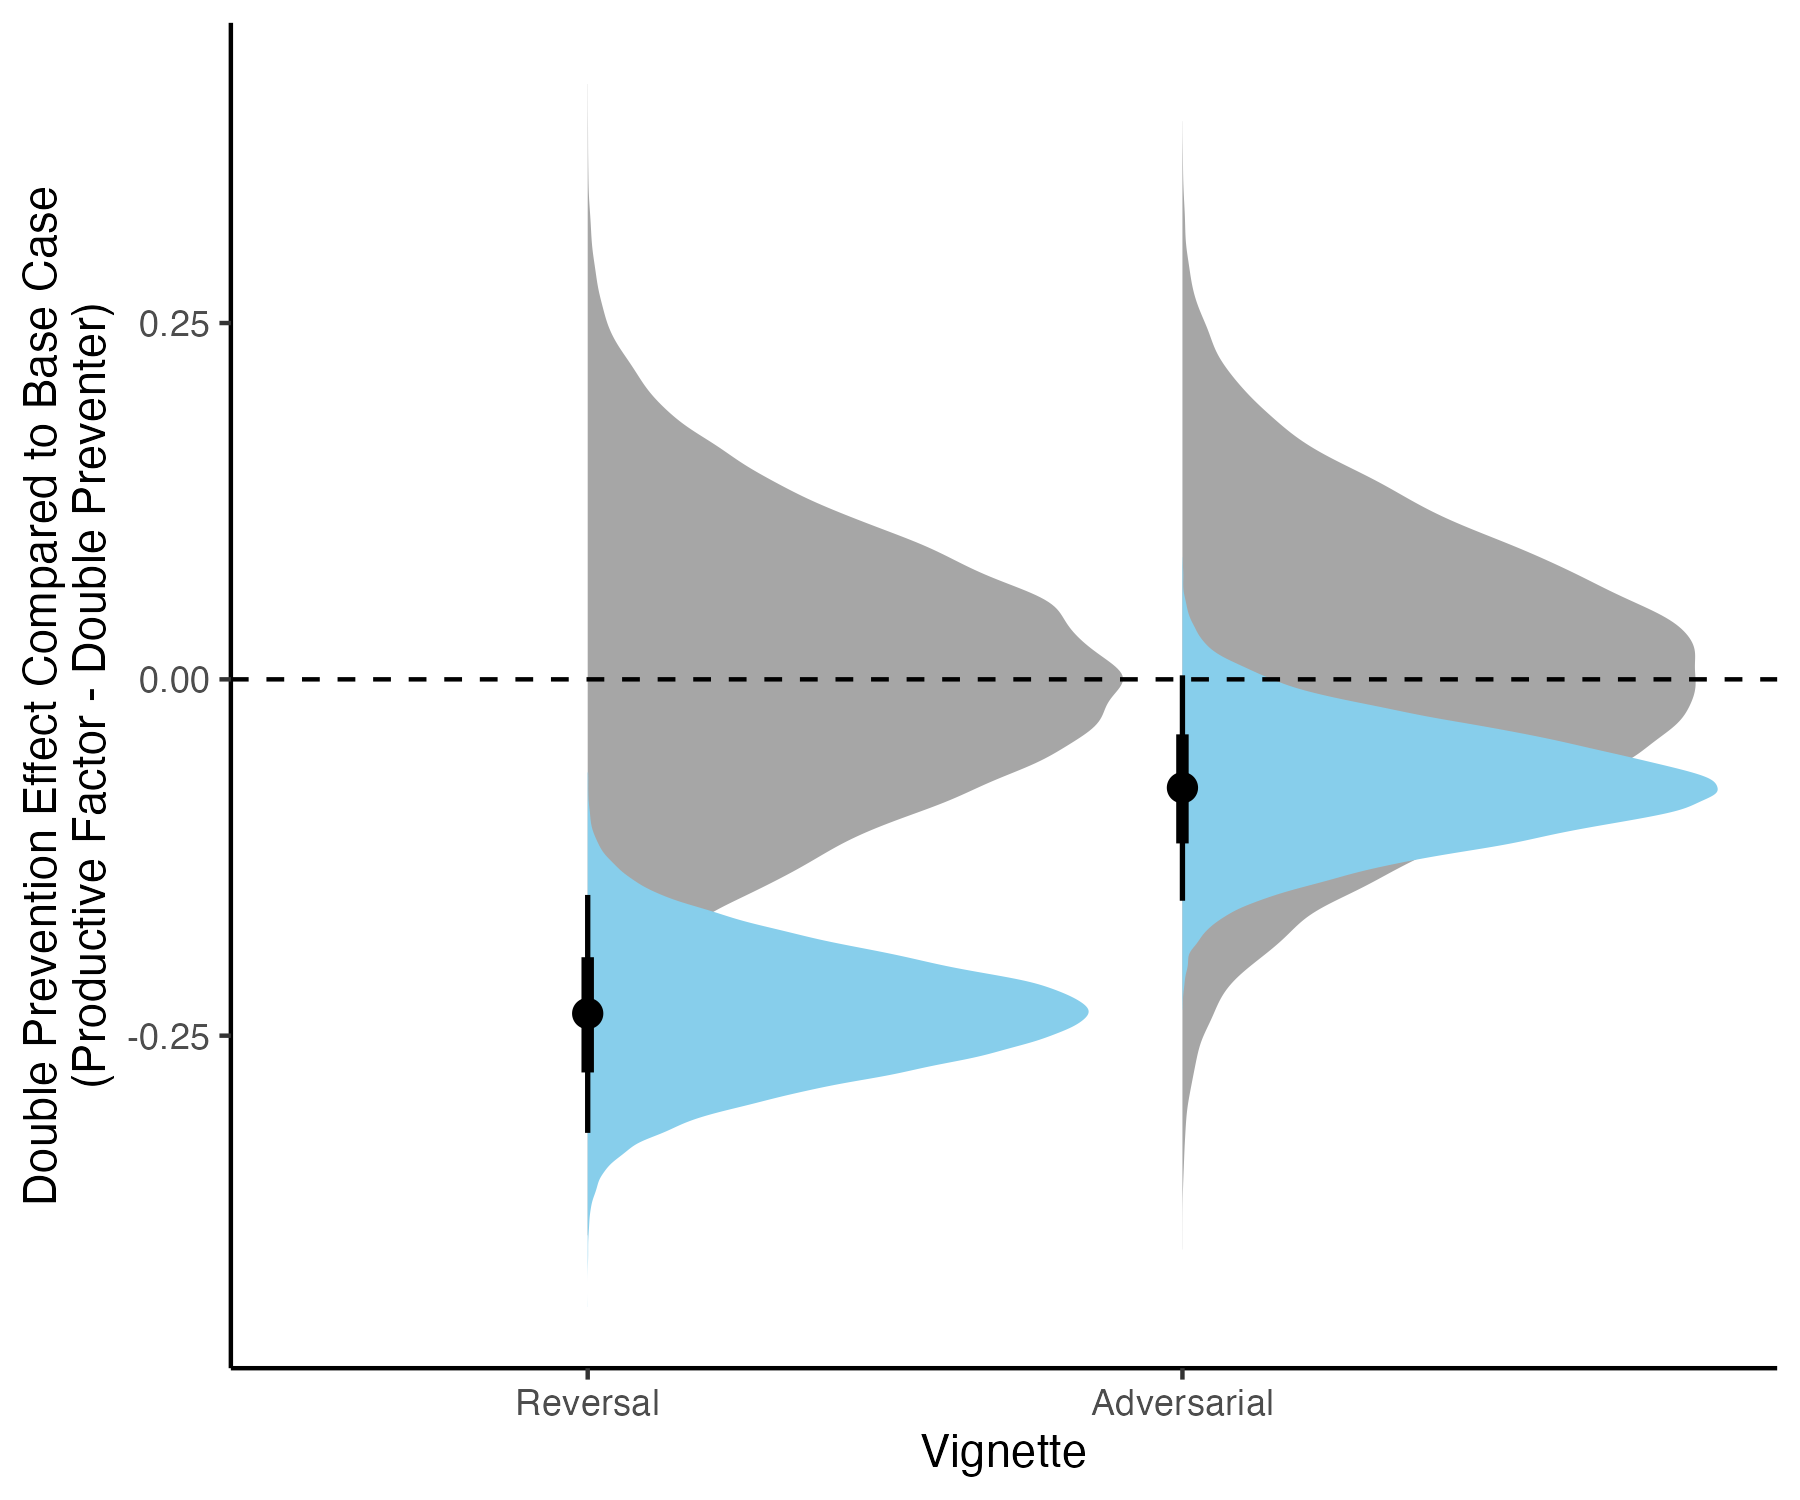 Double Prevention Effect Compared to Base Case
(Productive Factor - Double Preventer)
0.25
0.00
-0.25
Reversal
Adversarial
Vignette